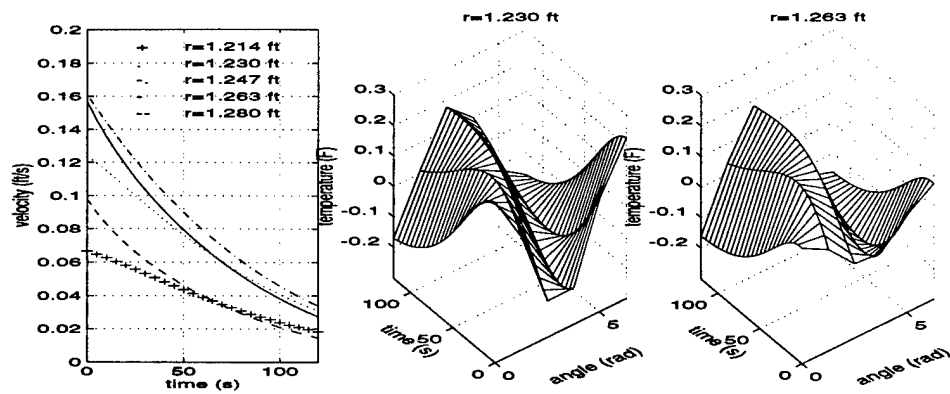 r=1.230 ft
r=1.263 ft
0.2
0.18
0.16
0.14
0.12
0.1
0.08
0.06
0.04
0.02
0
velocity (ft/s)
r=1.214 ft
r=1.230 ft
r=1.247 ft
r=1.263 ft
r=1.280 ft
0
50
100
time (s)
0.3
0.2
0.1
0
-0.1
-0.2
temperature (F)
100
50
0
time (s)
0
5
angle (rad)
0.3
0.2
0.1
0
-0.1
-0.2
temperature (F)
100
50
0
time (s)
0
5
angle (rad)